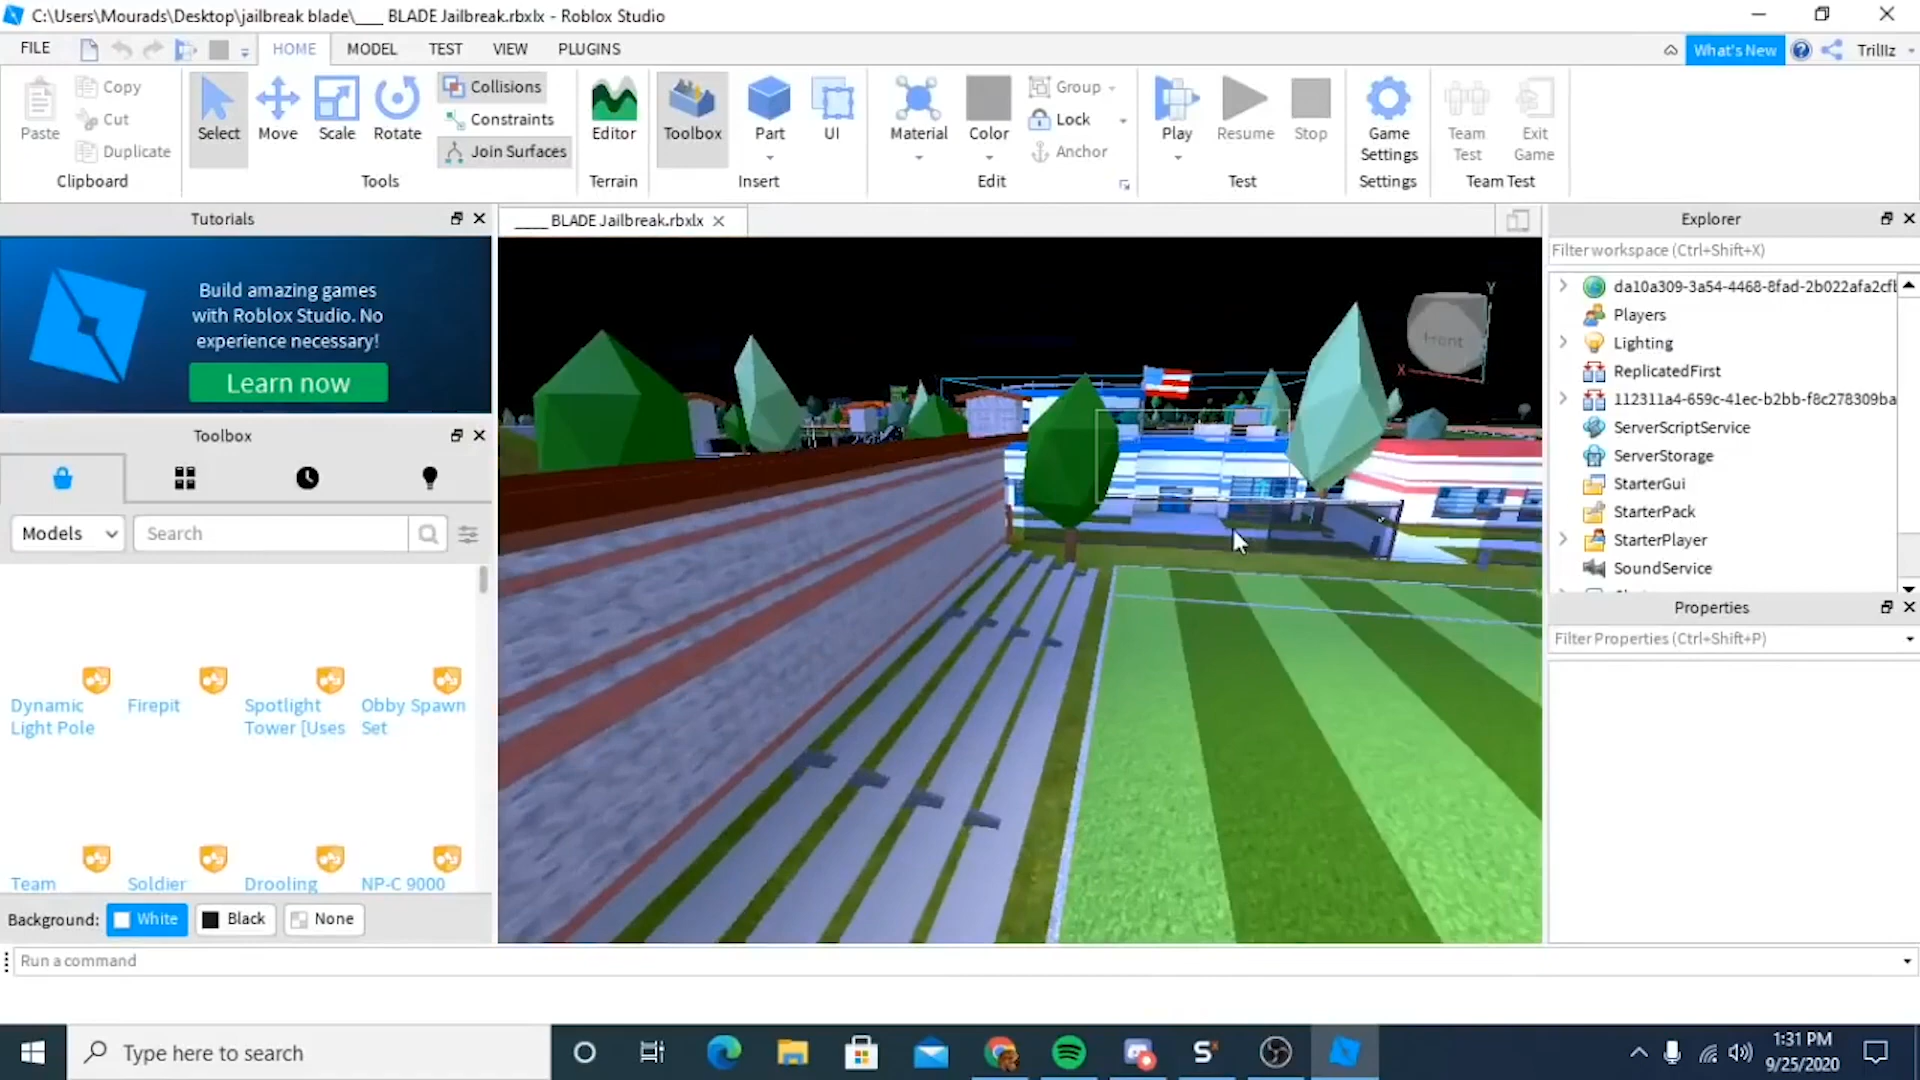 C:\Users\Mourads\Desktop\jailbreak blade\____ BLADE Jailbreak.rbxlx - Roblox Studio
FILE HOME MODEL TEST VIEW PLUGINS What's New Trilllz
Paste Copy Cut Duplicate
Clipboard
Select Move Scale Rotate Collisions Constraints Join Surfaces
Tools
Editor
Terrain
Toolbox Part UI
Insert
Material Color Group Lock Anchor
Edit
Play Resume Stop
Test
Game Settings
Settings
Team Test Exit Game
Team Test
Tutorials
Build amazing games
with Roblox Studio. No
experience necessary!
Learn now
Toolbox
Models Search
Dynamic Light Pole
Firepit
Spotlight Tower [Uses
Obby Spawn Set
Team
Soldier
Drooling
NP-C 9000
Background: White Black None
____ BLADE Jailbreak.rbxlx
Front
Y
X
Explorer
Filter workspace (Ctrl+Shift+X)
da10a309-3a54-4468-8fad-2b022afa2cfb
Players
Lighting
ReplicatedFirst
112311a4-659c-41ec-b2bb-f8c278309ba
ServerScriptService
ServerStorage
StarterGui
StarterPack
StarterPlayer
SoundService
Properties
Filter Properties (Ctrl+Shift+P)
Run a command
Type here to search
1:31 PM
9/25/2020